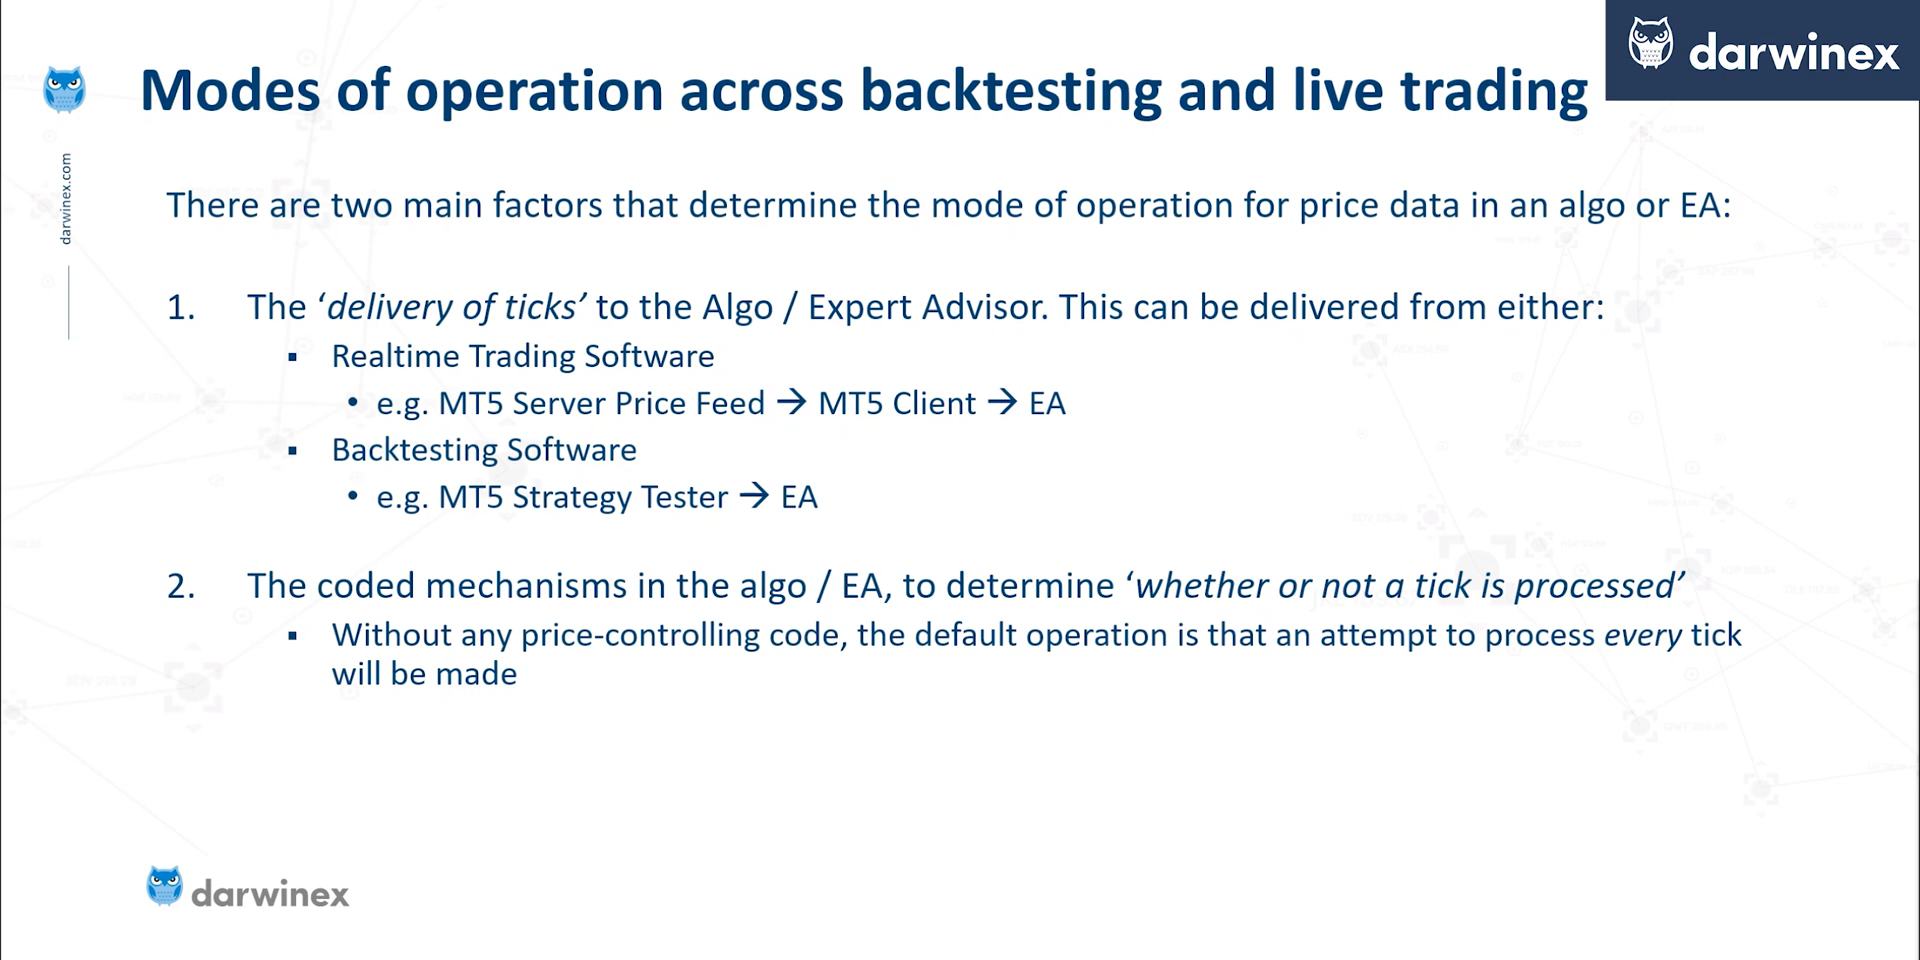 darwinex
Modes of operation across backtesting and live trading
darwinex.com
There are two main factors that determine the mode of operation for price data in an algo or EA:
1. The ‘delivery of ticks’ to the Algo / Expert Advisor. This can be delivered from either:
▪ Realtime Trading Software
• e.g. MT5 Server Price Feed → MT5 Client → EA
▪ Backtesting Software
• e.g. MT5 Strategy Tester → EA
2. The coded mechanisms in the algo / EA, to determine ‘whether or not a tick is processed’
▪ Without any price-controlling code, the default operation is that an attempt to process every tick
will be made
darwinex